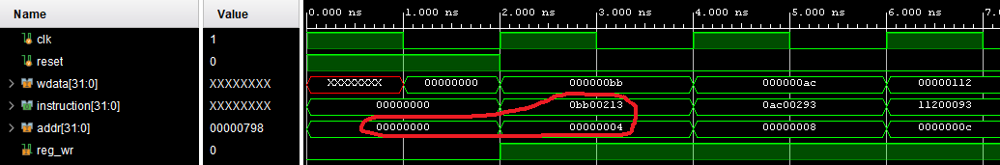 Name Value 0.000 ns 1.000 ns 2.000 ns 3.000 ns 4.000 ns 5.000 ns 6.000 ns 7.
clk 1
reset 0
wdata[31:0] XXXXXXXX XXXXXXXX 00000000 000000bb 000000ac 00000112
instruction[31:0] XXXXXXXX 00000000 0bb00213 0ac00293 11200093
addr[31:0] 00000798 00000000 00000004 00000008 0000000c
reg_wr 0